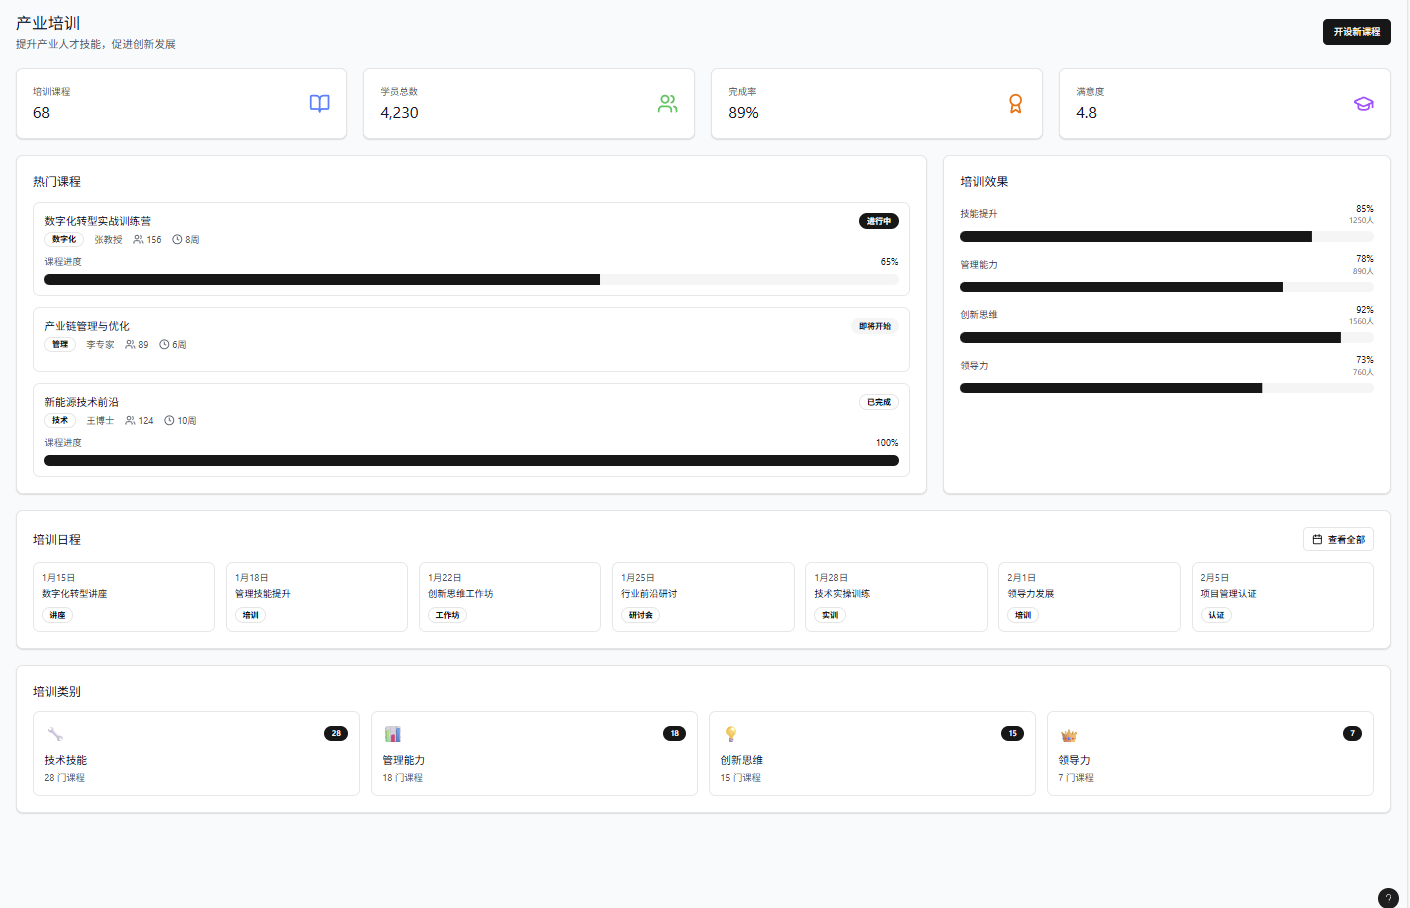 产业培训
提升产业人才技能，促进创新发展
开设新课程
培训课程
68
学员总数
4,230
完成率
89%
满意度
4.8
热门课程
数字化转型实战训练营
进行中
数字化 张教授 156 8周
课程进度 65%
产业链管理与优化
即将开始
管理 李专家 89 6周
新能源技术前沿
已完成
技术 王博士 124 10周
课程进度 100%
培训效果
技能提升 85%
1250人
管理能力 78%
890人
创新思维 92%
1560人
领导力 73%
760人
培训日程
查看全部
1月15日
数字化转型讲座
讲座
1月18日
管理技能提升
培训
1月22日
创新思维工作坊
工作坊
1月25日
行业前沿研讨
研讨会
1月28日
技术实操训练
实训
2月1日
领导力发展
培训
2月5日
项目管理认证
认证
培训类别
28
技术技能
28 门课程
18
管理能力
18 门课程
15
创新思维
15 门课程
7
领导力
7 门课程
?